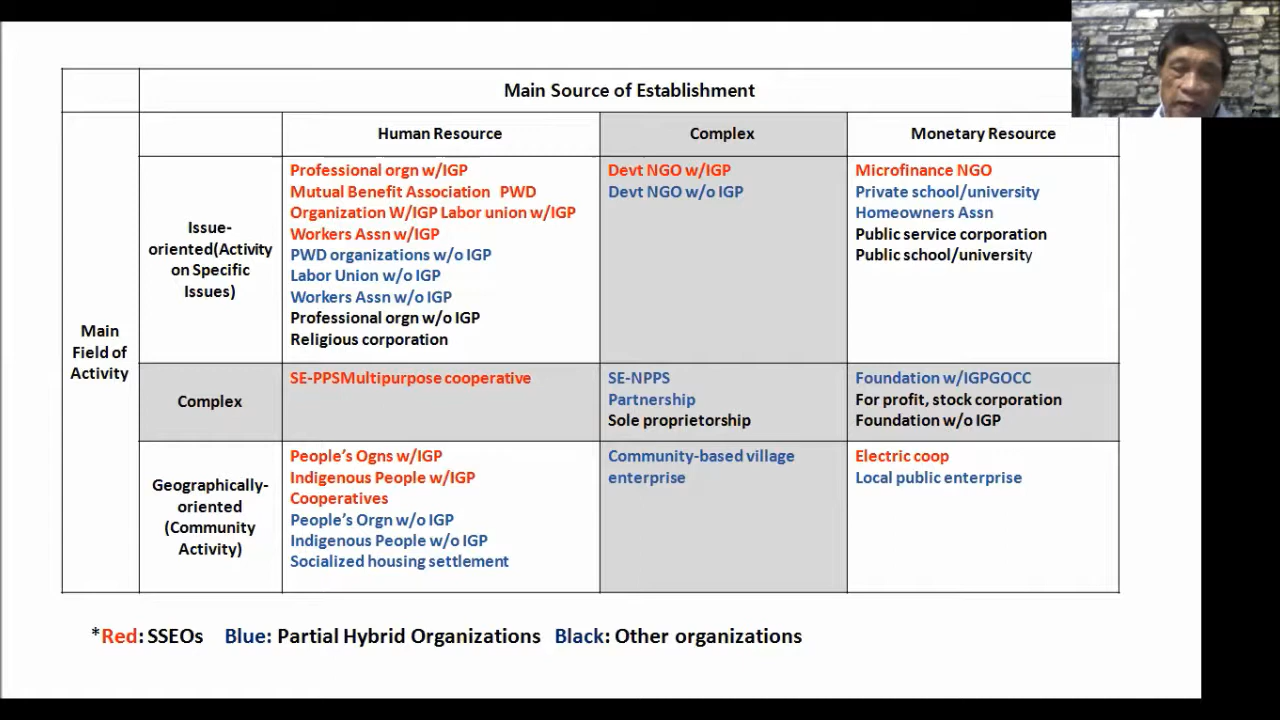 Main Source of Establishment
Human Resource
Complex
Monetary Resource
Main
Field of
Activity
Issue-
oriented(Activity
on Specific
Issues)
Professional orgn w/IGP
Mutual Benefit Association PWD
Organization W/IGP Labor union w/IGP
Workers Assn w/IGP
PWD organizations w/o IGP
Labor Union w/o IGP
Workers Assn w/o IGP
Professional orgn w/o IGP
Religious corporation
Devt NGO w/IGP
Devt NGO w/o IGP
Microfinance NGO
Private school/university
Homeowners Assn
Public service corporation
Public school/university
Complex
SE-PPSMultipurpose cooperative
SE-NPPS
Partnership
Sole proprietorship
Foundation w/IGPGOCC
For profit, stock corporation
Foundation w/o IGP
Geographically-
oriented
(Community
Activity)
People's Ogns w/IGP
Indigenous People w/IGP
Cooperatives
People's Orgn w/o IGP
Indigenous People w/o IGP
Socialized housing settlement
Community-based village
enterprise
Electric coop
Local public enterprise
*Red: SSEOs Blue: Partial Hybrid Organizations Black: Other organizations